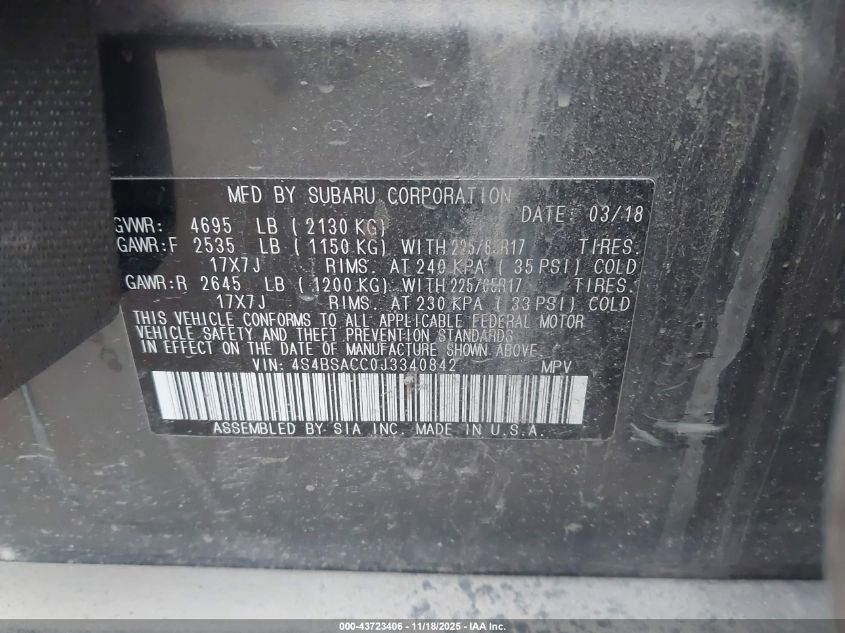 MFD BY SUBARU CORPORATION
DATE: 03/18
GVWR: 4695 LB ( 2130 KG)
GAWR:F 2535 LB ( 1150 KG) WITH 225/65R17 TIRES.
17X7J RIMS. AT 240 KPA ( 35 PSI) COLD
GAWR:R 2645 LB ( 1200 KG) WITH 225/65R17 TIRES.
17X7J RIMS. AT 230 KPA ( 33 PSI) COLD
THIS VEHICLE CONFORMS TO ALL APPLICABLE FEDERAL MOTOR
VEHICLE SAFETY AND THEFT PREVENTION STANDARDS
IN EFFECT ON THE DATE OF MANUFACTURE SHOWN ABOVE.
VIN: 4S4BSACC0J3340842 MPV
ASSEMBLED BY SIA INC. MADE IN U.S.A.
000-43723406 - 11/18/2025 - IAA Inc.